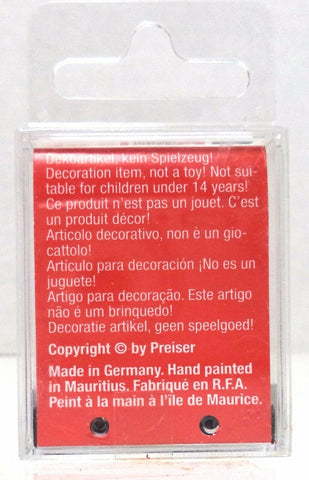 Dekoartikel, kein Spielzeug!
Decoration item, not a toy! Not sui-
table for children under 14 years!
Ce produit n'est pas un jouet. C'est
un produit décor!
Articolo decorativo, non è un gio-
cattolo!
Artículo para decoración ¡No es un
juguete!
Artigo para decoração. Este artigo
não é um brinquedo!
Decoratie artikel, geen speelgoed!
Copyright © by Preiser
Made in Germany. Hand painted
in Mauritius. Fabriqué en R.F.A.
Peint à la main à l'île de Maurice.